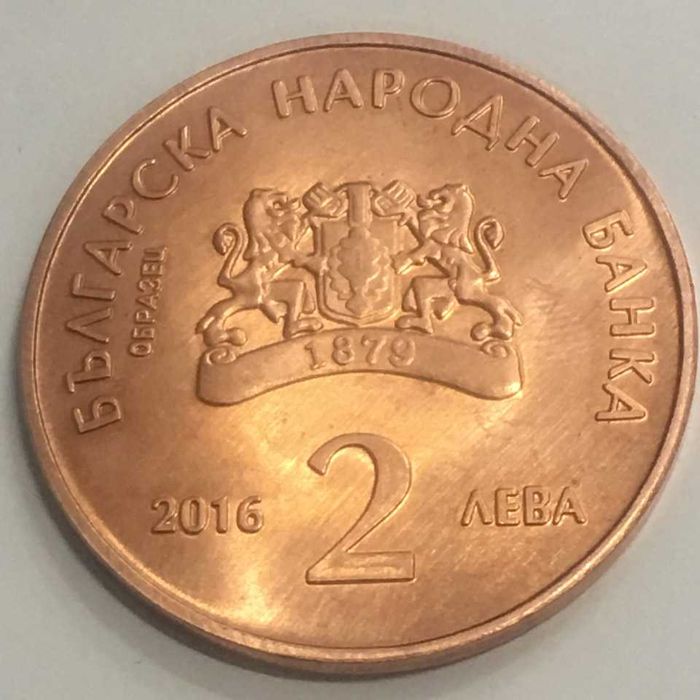 БЪЛГАРСКА НАРОДНА БАНКА
ОБРАЗЕЦ
1879
2016 2 ЛЕВА